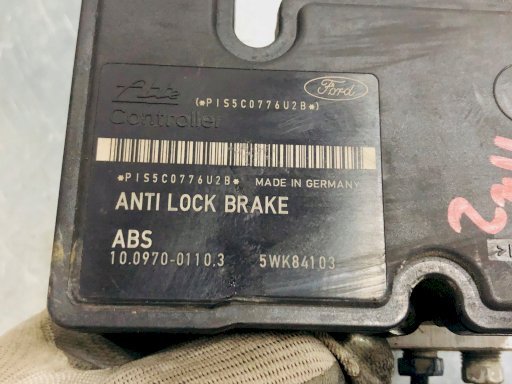 Ate (*PIS5C0776U2B*) Ford
Controller
*PIS5C0776U2B* MADE IN GERMANY
ANTI LOCK BRAKE
ABS
10.0970-0110.3 5WK84103